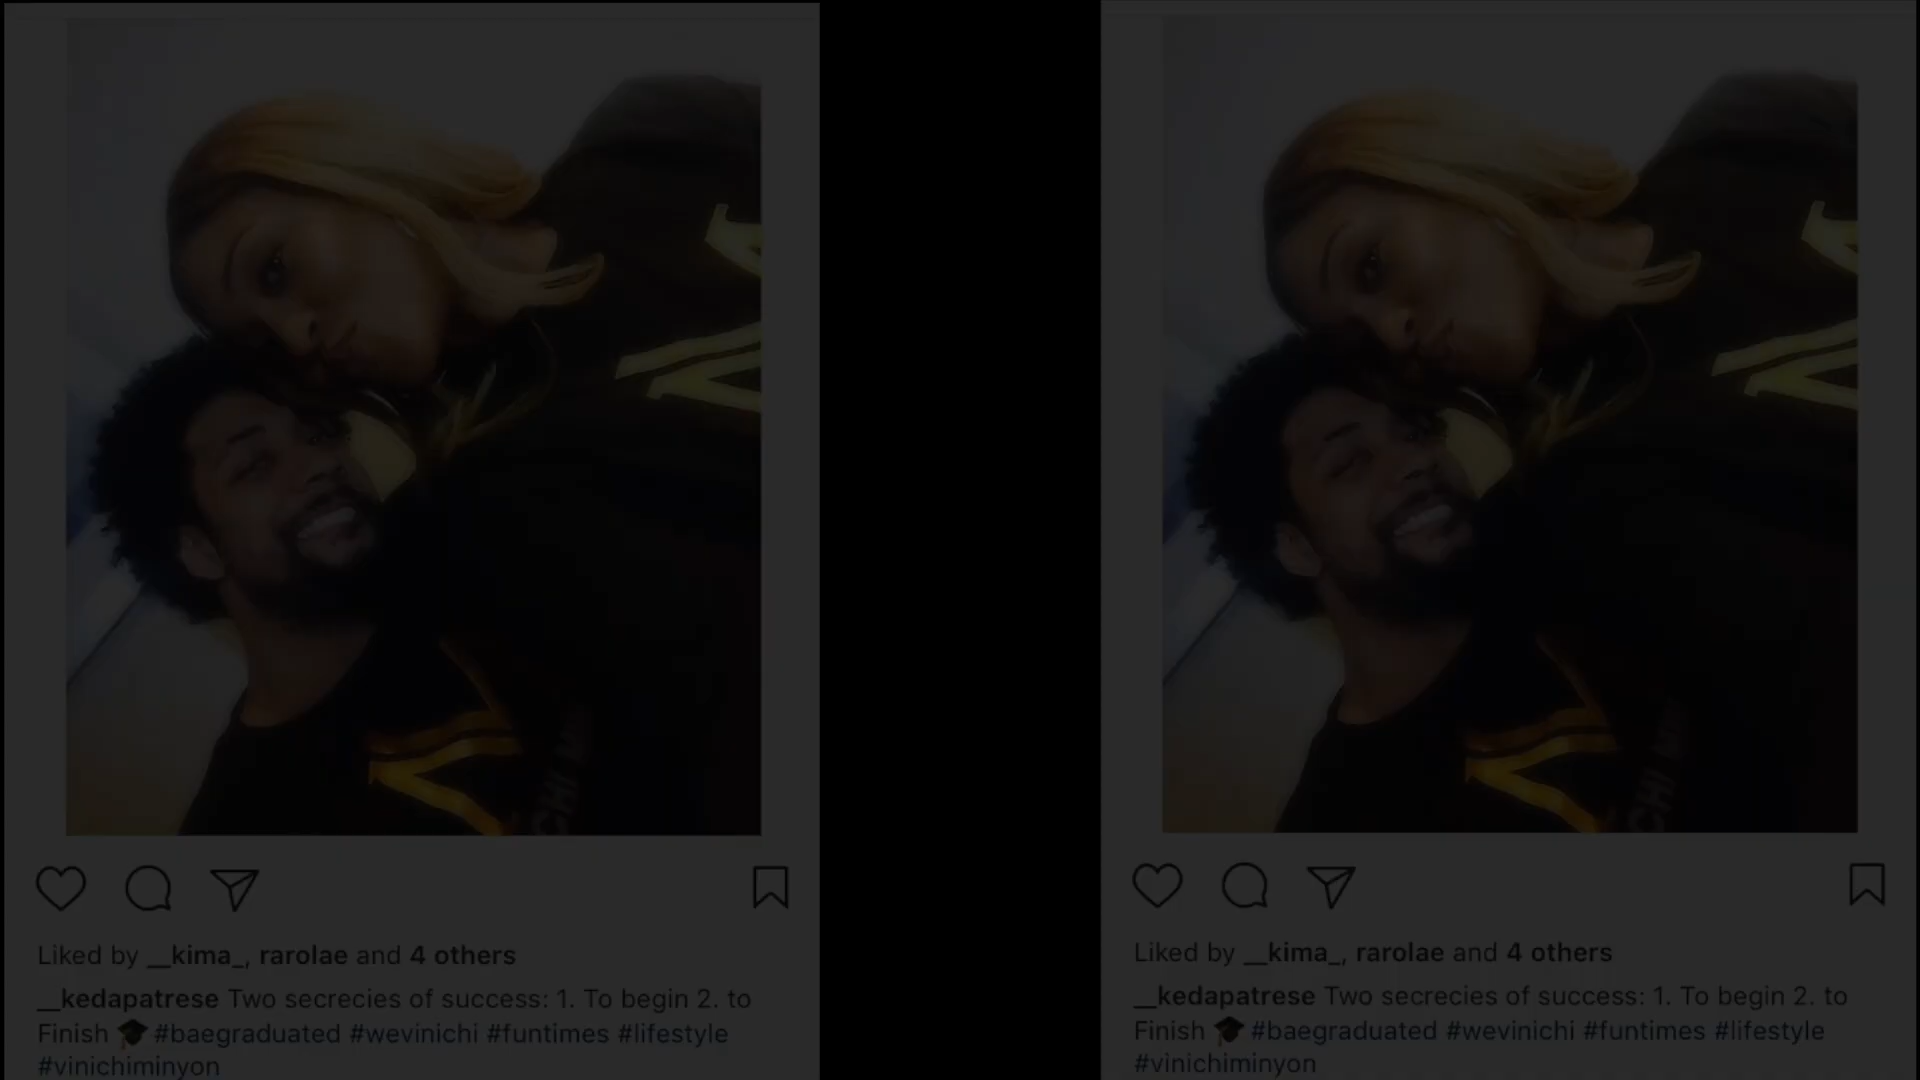 CHI
Liked by __kima_, rarolae and 4 others
__kedapatrese Two secrecies of success: 1. To begin 2. to
Finish 🎓 #baegraduated #wevinichi #funtimes #lifestyle
#vinichiminyon
CHI
Liked by __kima_, rarolae and 4 others
__kedapatrese Two secrecies of success: 1. To begin 2. to
Finish 🎓 #baegraduated #wevinichi #funtimes #lifestyle
#vinichiminyon